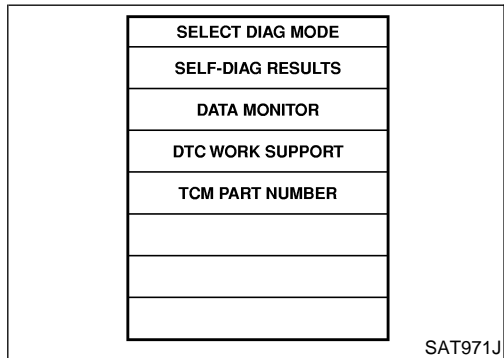 SELECT DIAG MODE
SELF-DIAG RESULTS
DATA MONITOR
DTC WORK SUPPORT
TCM PART NUMBER
SAT971J